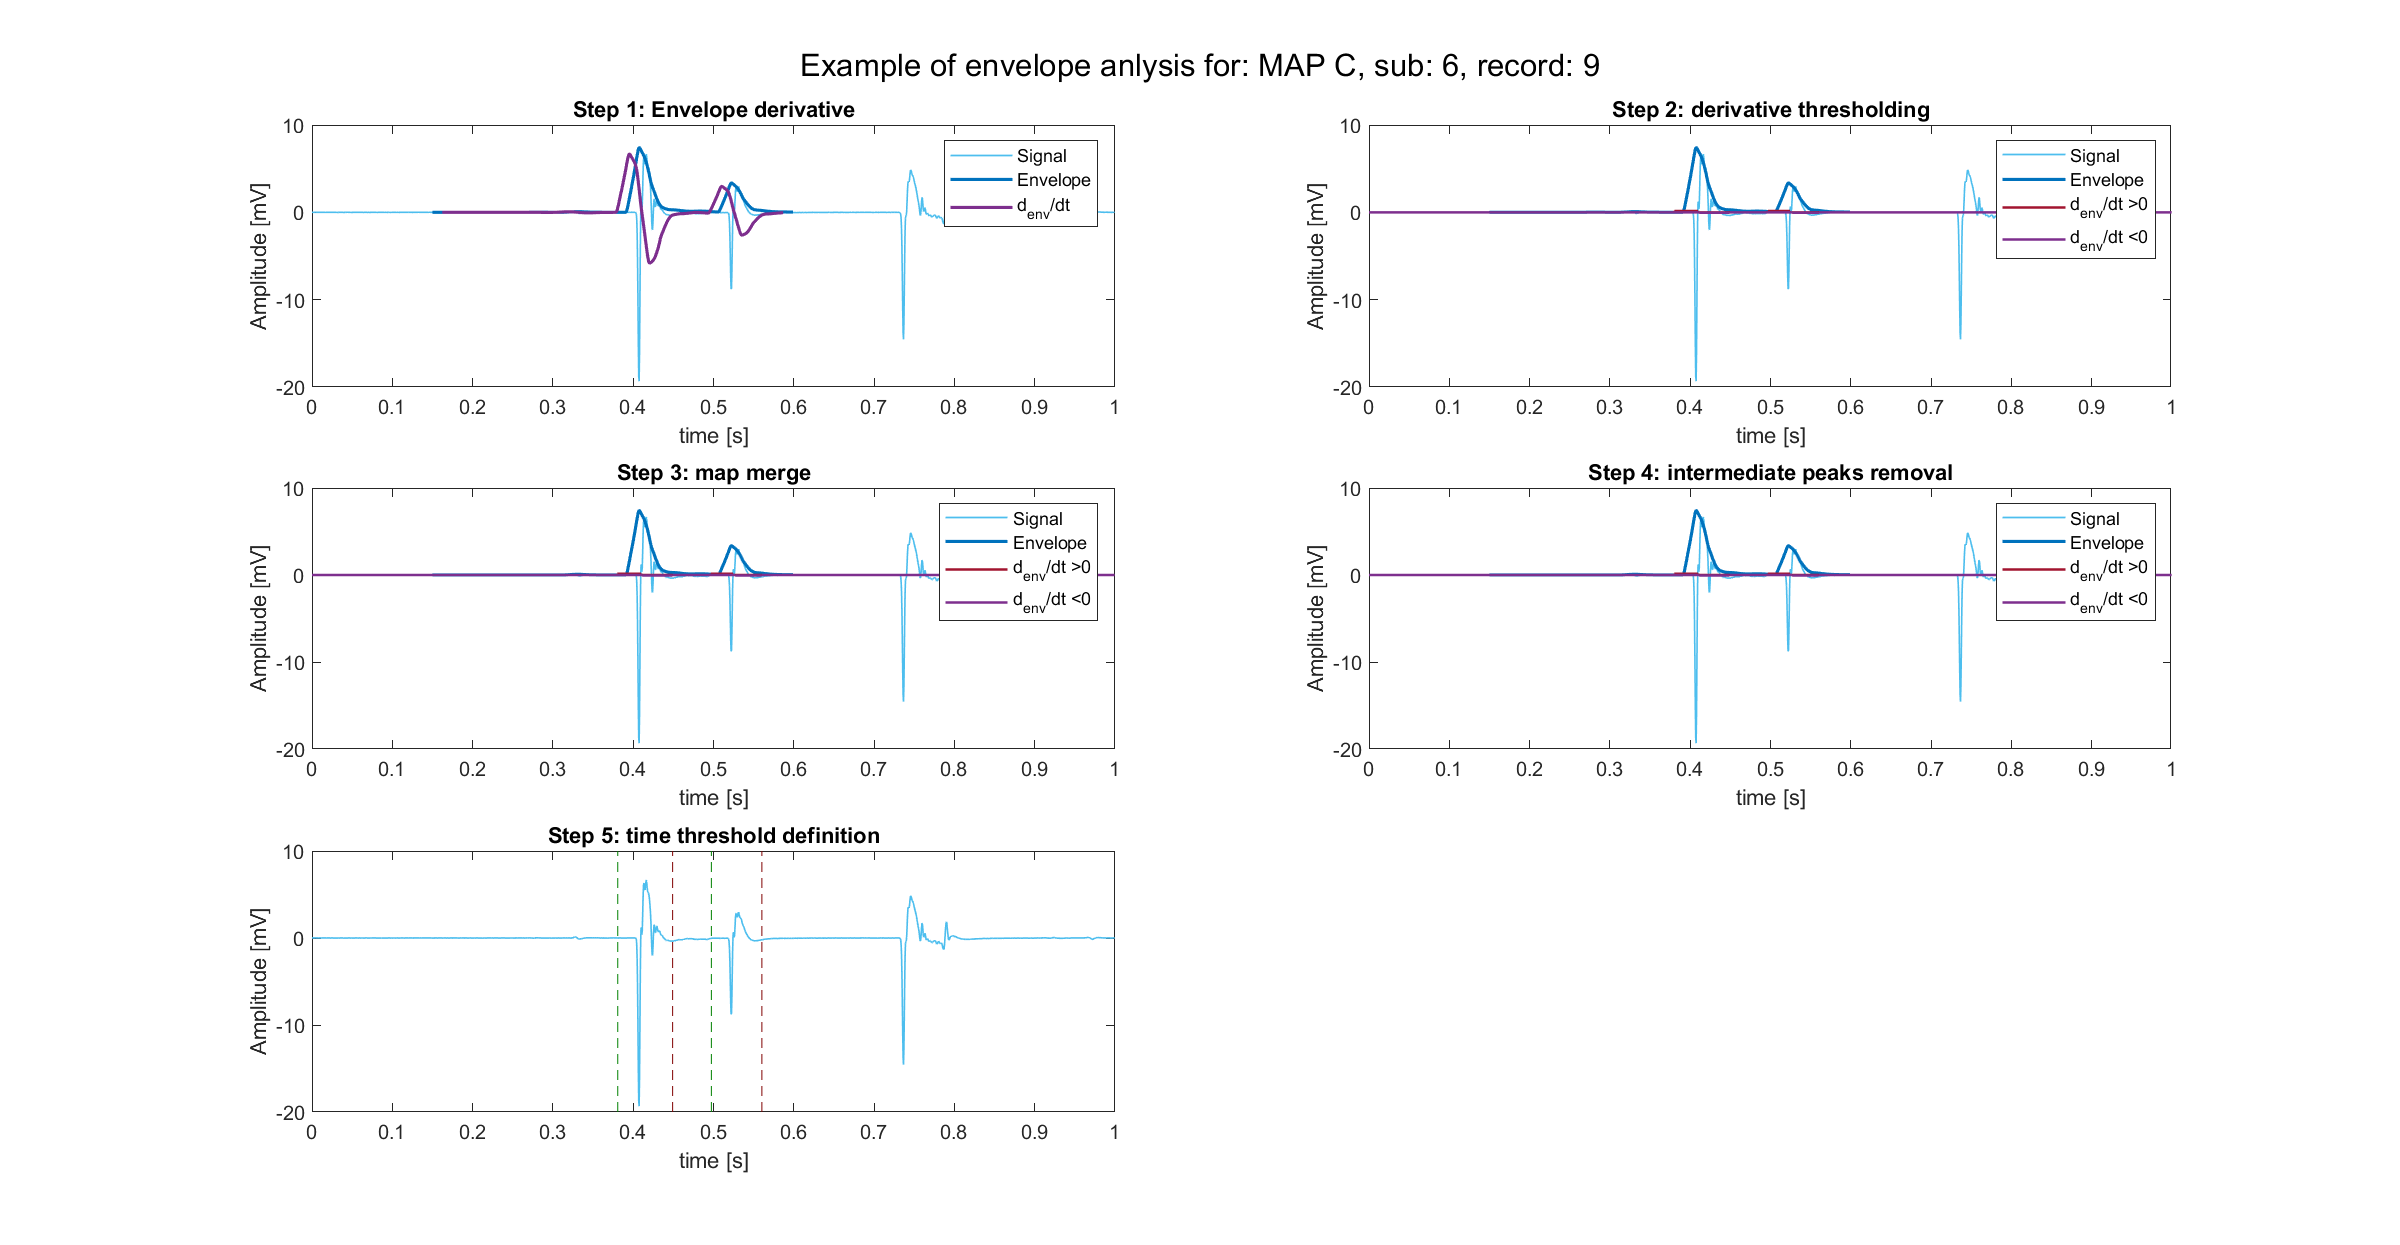 Example of envelope anlysis for: MAP C, sub: 6, record: 9
Step 1: Envelope derivative
10
0
-10
-20
Amplitude [mV]
0 0.1 0.2 0.3 0.4 0.5 0.6 0.7 0.8 0.9 1
time [s]
Signal
Envelope
d_env/dt
Step 2: derivative thresholding
10
0
-10
-20
Amplitude [mV]
0 0.1 0.2 0.3 0.4 0.5 0.6 0.7 0.8 0.9 1
time [s]
Signal
Envelope
d_env/dt >0
d_env/dt <0
Step 3: map merge
10
0
-10
-20
Amplitude [mV]
0 0.1 0.2 0.3 0.4 0.5 0.6 0.7 0.8 0.9 1
time [s]
Signal
Envelope
d_env/dt >0
d_env/dt <0
Step 4: intermediate peaks removal
10
0
-10
-20
Amplitude [mV]
0 0.1 0.2 0.3 0.4 0.5 0.6 0.7 0.8 0.9 1
time [s]
Signal
Envelope
d_env/dt >0
d_env/dt <0
Step 5: time threshold definition
10
0
-10
-20
Amplitude [mV]
0 0.1 0.2 0.3 0.4 0.5 0.6 0.7 0.8 0.9 1
time [s]